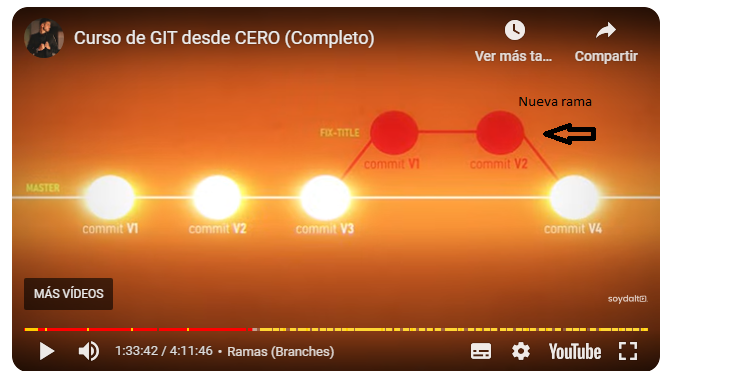 Curso de GIT desde CERO (Completo)
Ver más ta...
Compartir
Nueva rama
FIX-TITLE
commit V1
commit V2
MASTER
commit V1
commit V2
commit V3
commit V4
MÁS VÍDEOS
soydalto.
1:33:42 / 4:11:46 • Ramas (Branches)
YouTube